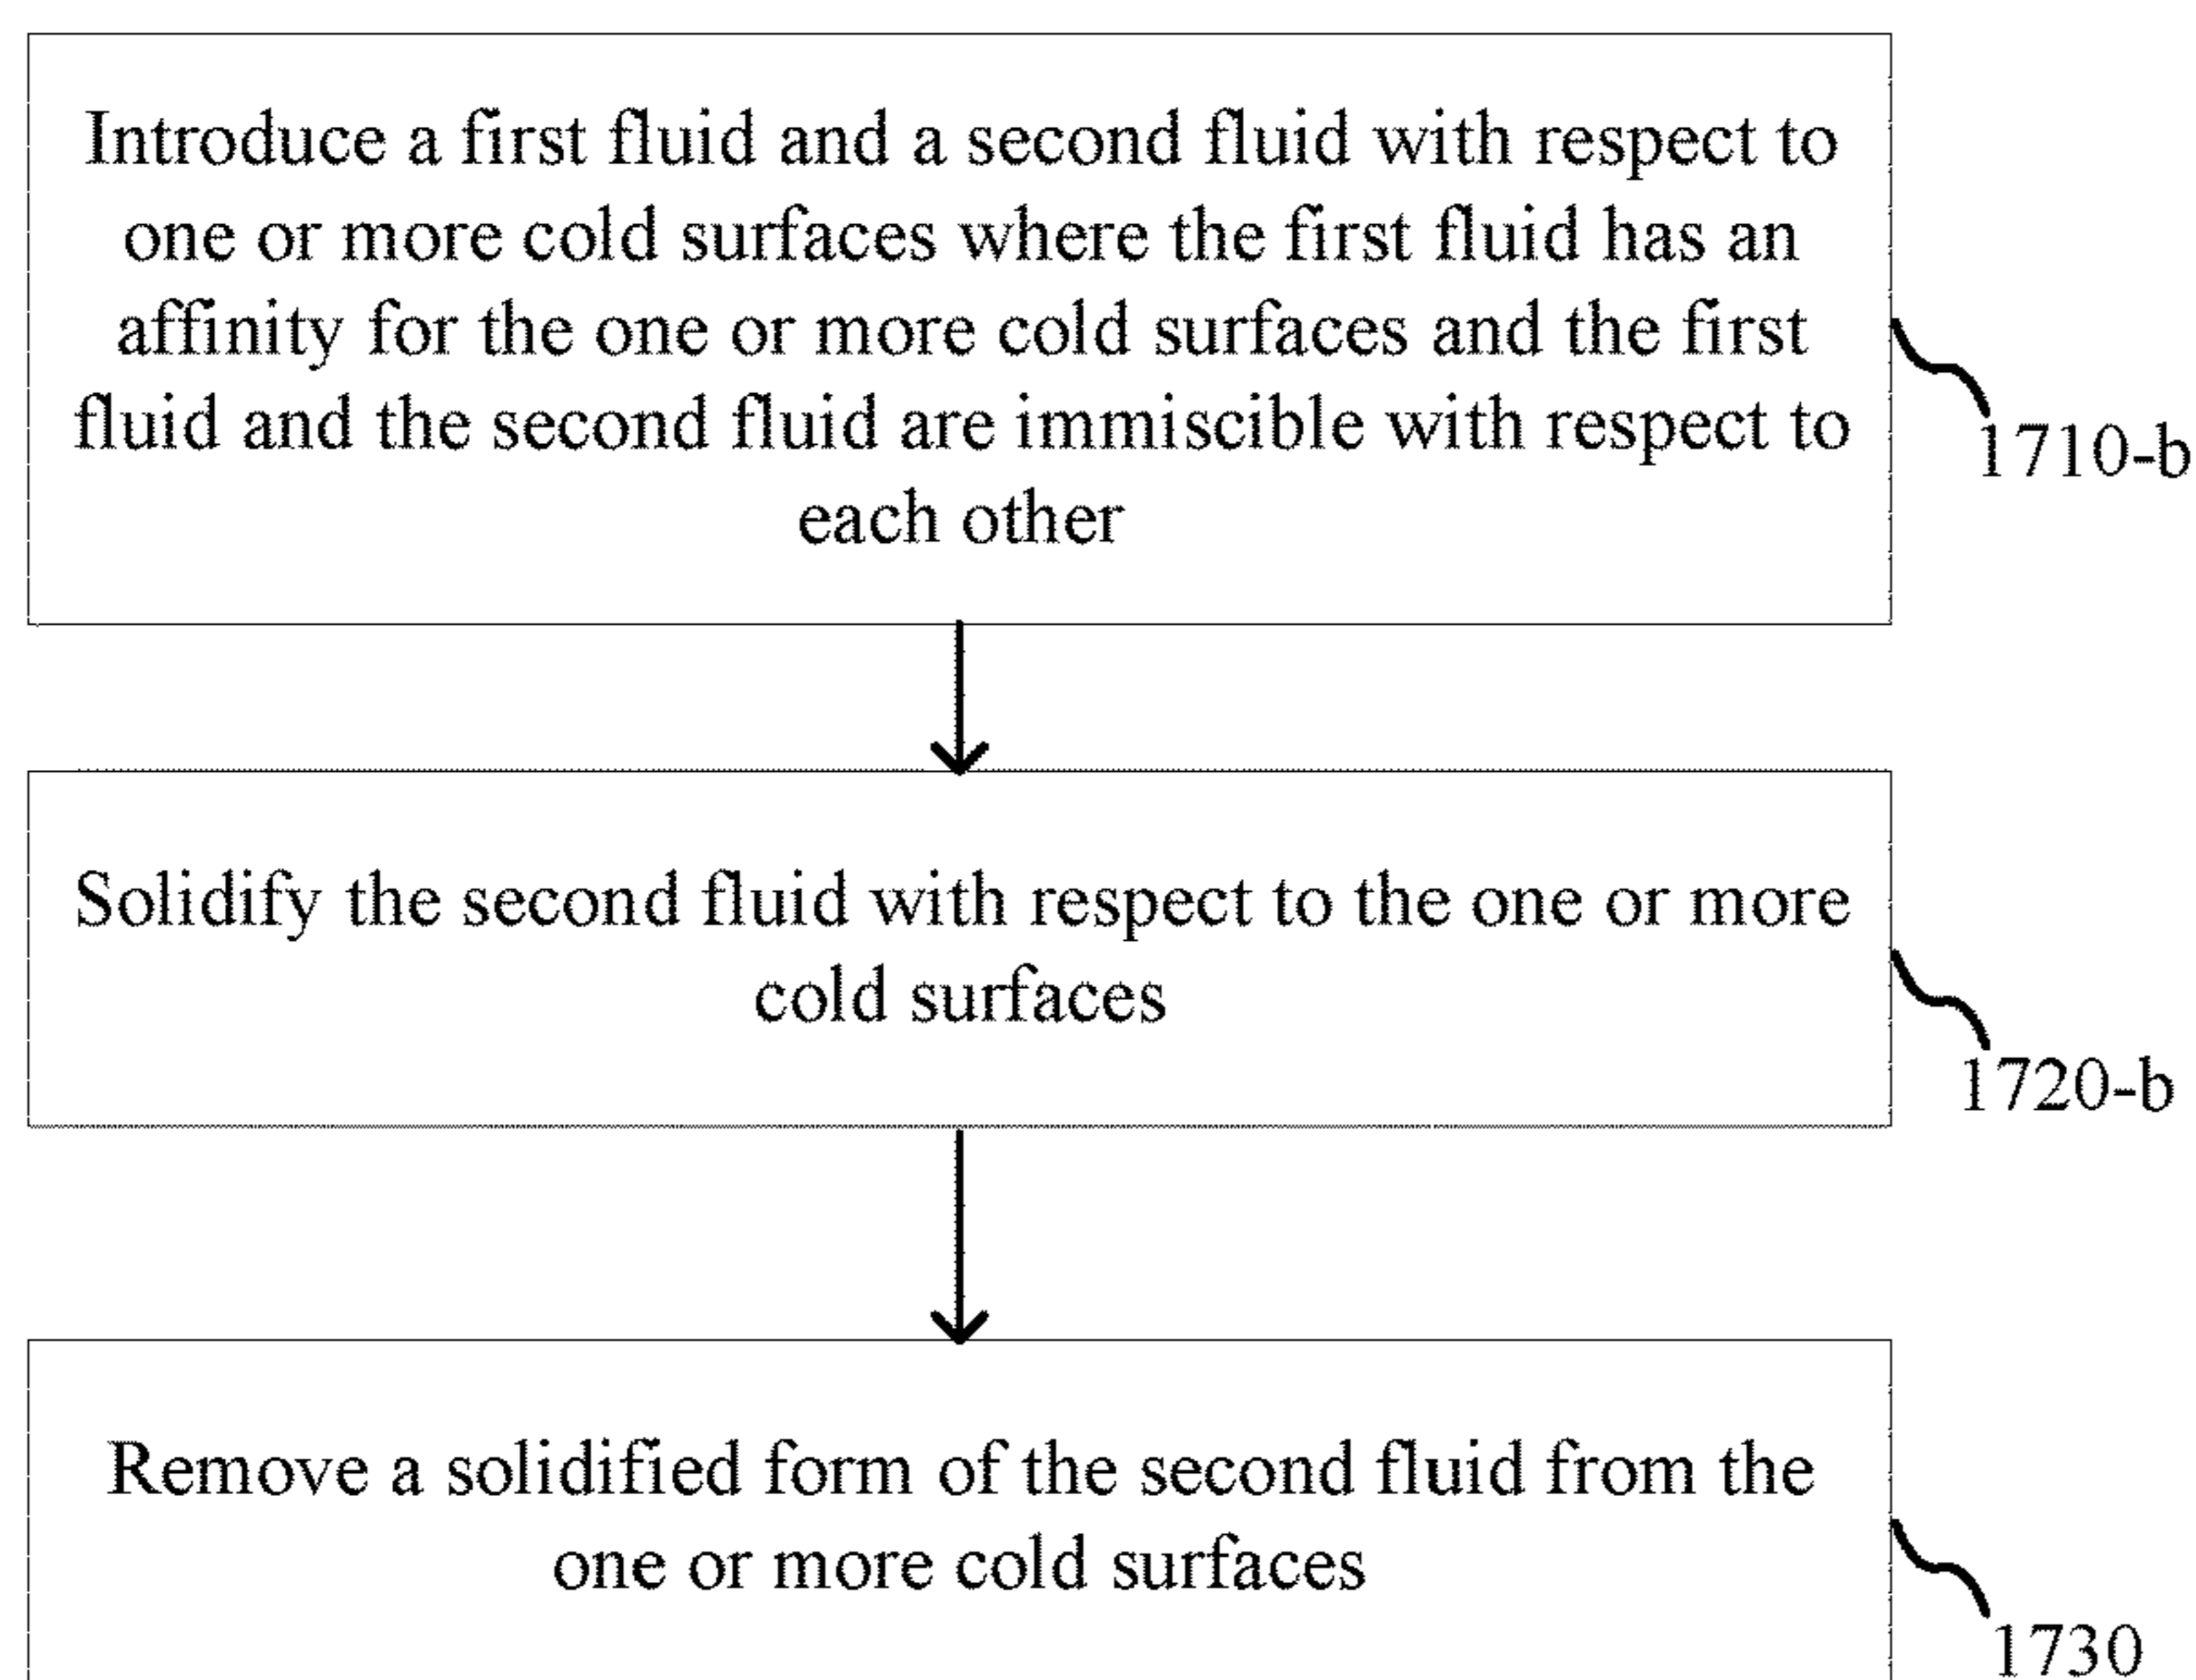 Introduce a first fluid and a second fluid with respect to
one or more cold surfaces where the first fluid has an
affinity for the one or more cold surfaces and the first
fluid and the second fluid are immiscible with respect to
each other
1710-b
Solidify the second fluid with respect to the one or more
cold surfaces
1720-b
Remove a solidified form of the second fluid from the
one or more cold surfaces
1730